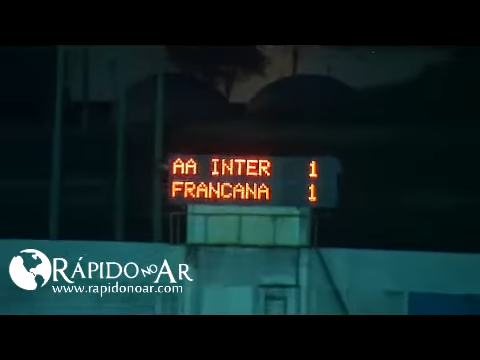 AA INTER 1
FRANCANA 1
RÁPIDO NO AR
www.rapidonoar.com